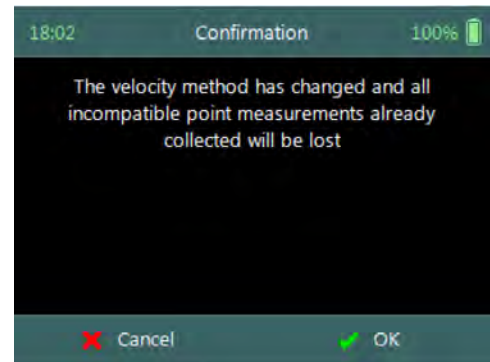 18:02 Confirmation 100%
The velocity method has changed and all
incompatible point measurements already
collected will be lost
Cancel OK